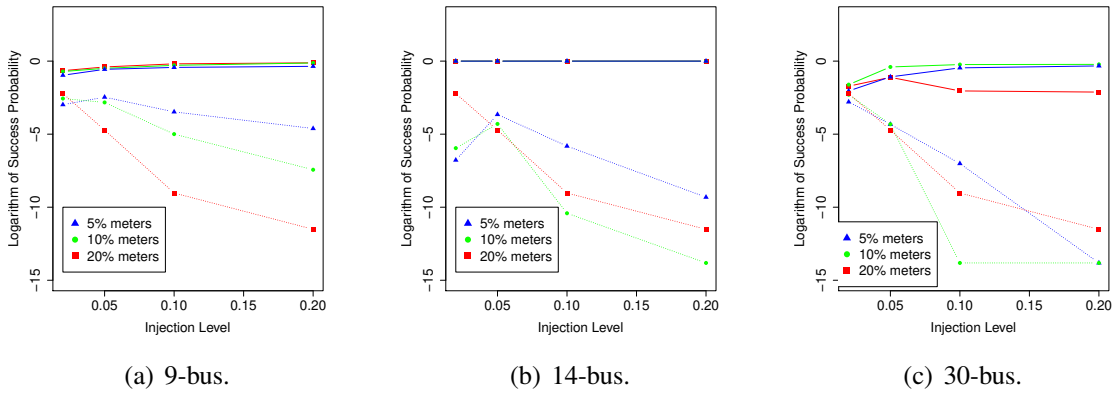 Logarithm of Success Probability
0
−5
−10
−15
5% meters
10% meters
20% meters
0.05 0.10 0.15 0.20
Injection Level
(a) 9-bus.
Logarithm of Success Probability
0
−5
−10
−15
5% meters
10% meters
20% meters
0.05 0.10 0.15 0.20
Injection Level
(b) 14-bus.
Logarithm of Success Probability
0
−5
−10
−15
5% meters
10% meters
20% meters
0.05 0.10 0.15 0.20
Injection Level
(c) 30-bus.